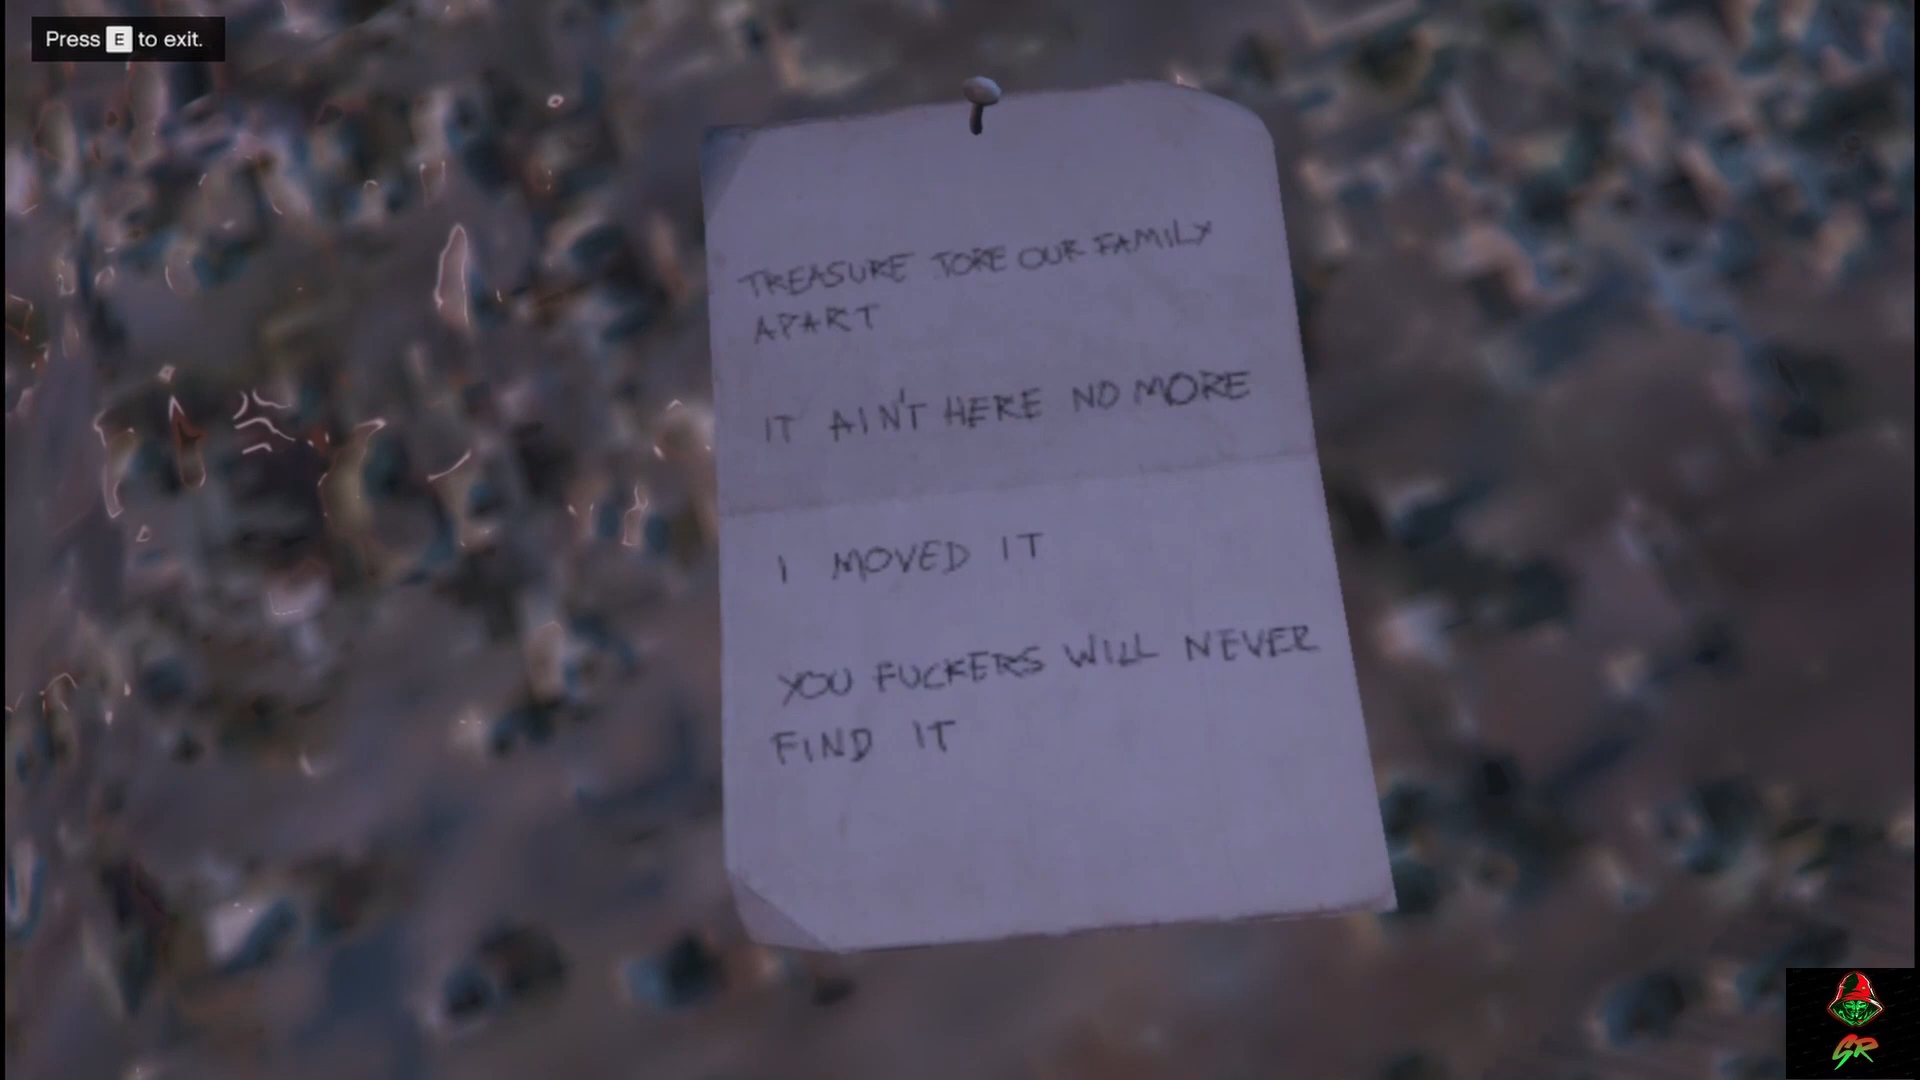 Press E to exit.
TREASURE TORE OUR FAMILY
APART
IT AIN'T HERE NO MORE
I MOVED IT
YOU FUCKERS WILL NEVER
FIND IT
SR